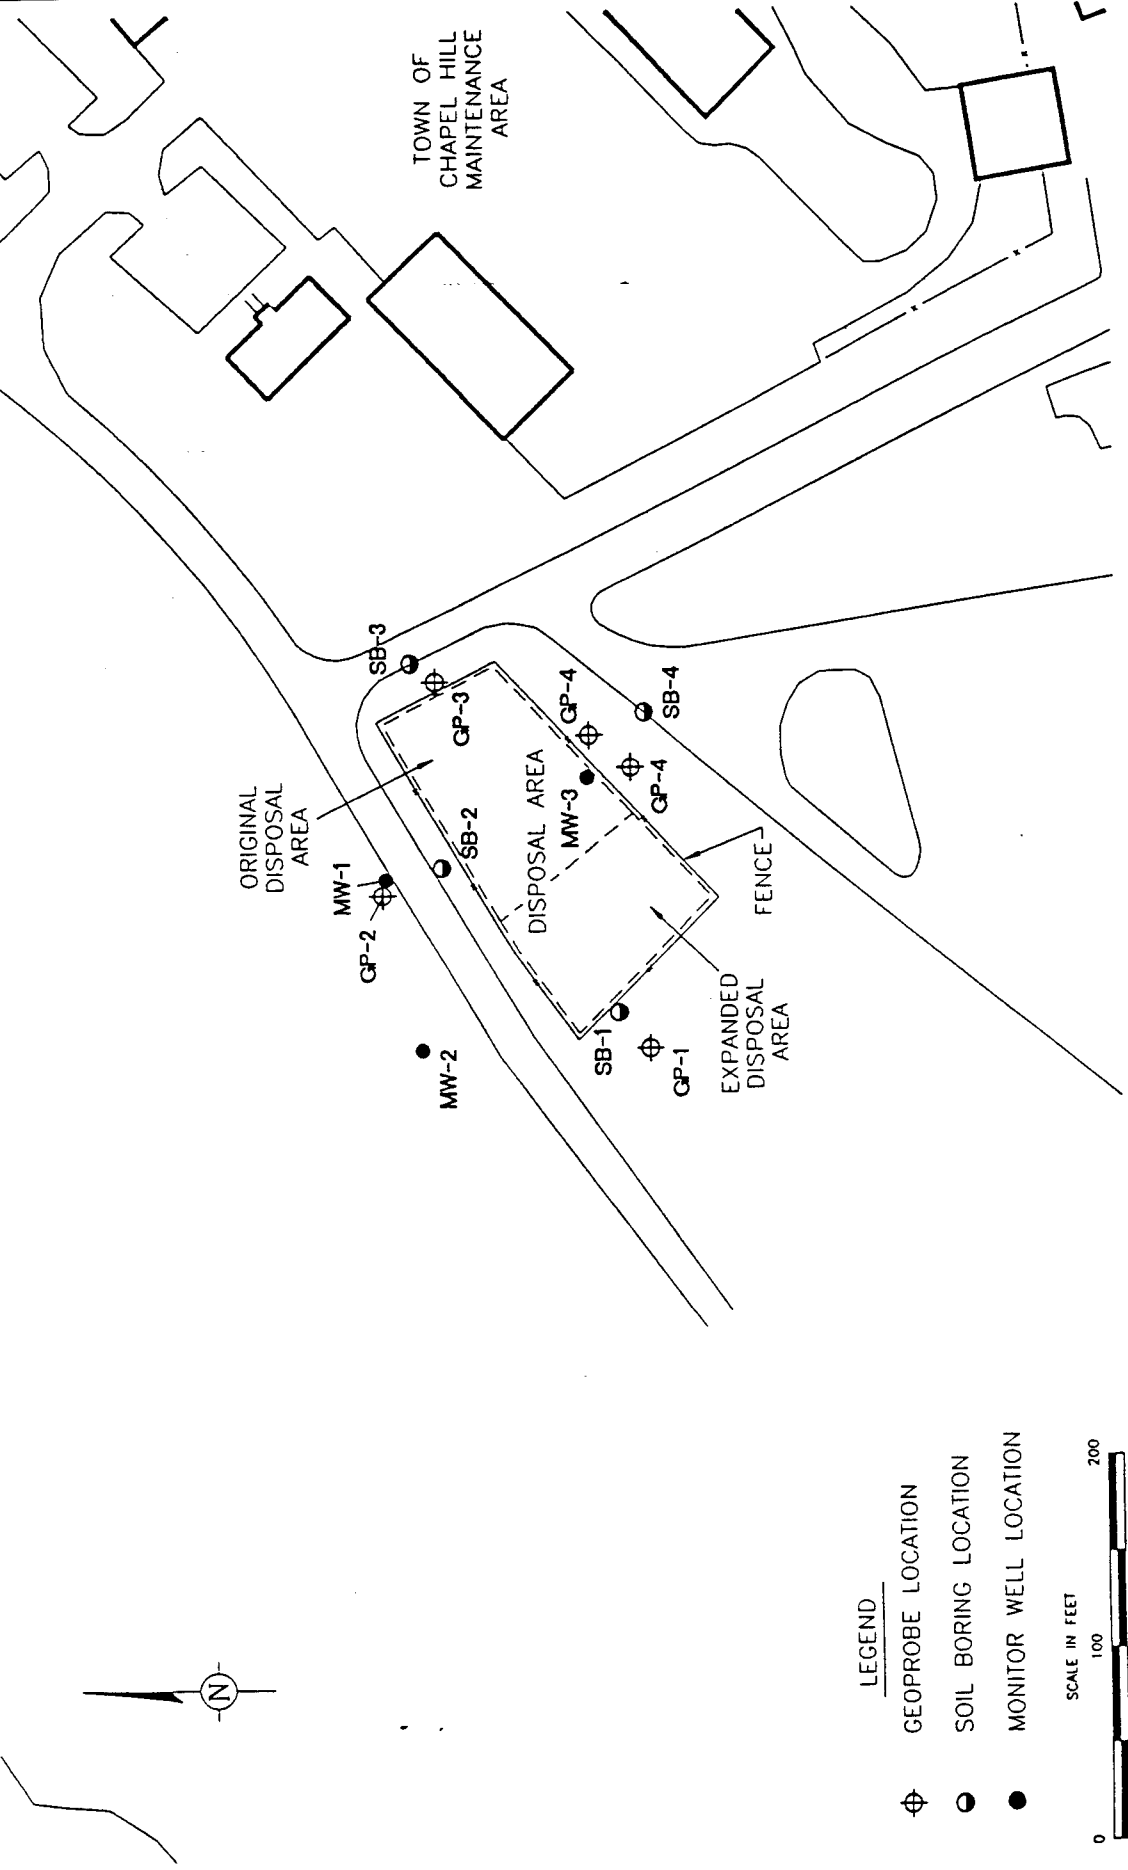 TOWN OF
CHAPEL HILL
MAINTENANCE
AREA
ORIGINAL
DISPOSAL
AREA
SB-3
GP-3
GP-4
SB-4
GP-4
MW-3
DISPOSAL AREA
SB-2
MW-1
GP-2
MW-2
FENCE
SB-1
GP-1
EXPANDED
DISPOSAL
AREA
N
LEGEND
GEOPROBE LOCATION
SOIL BORING LOCATION
MONITOR WELL LOCATION
SCALE IN FEET
0 100 200